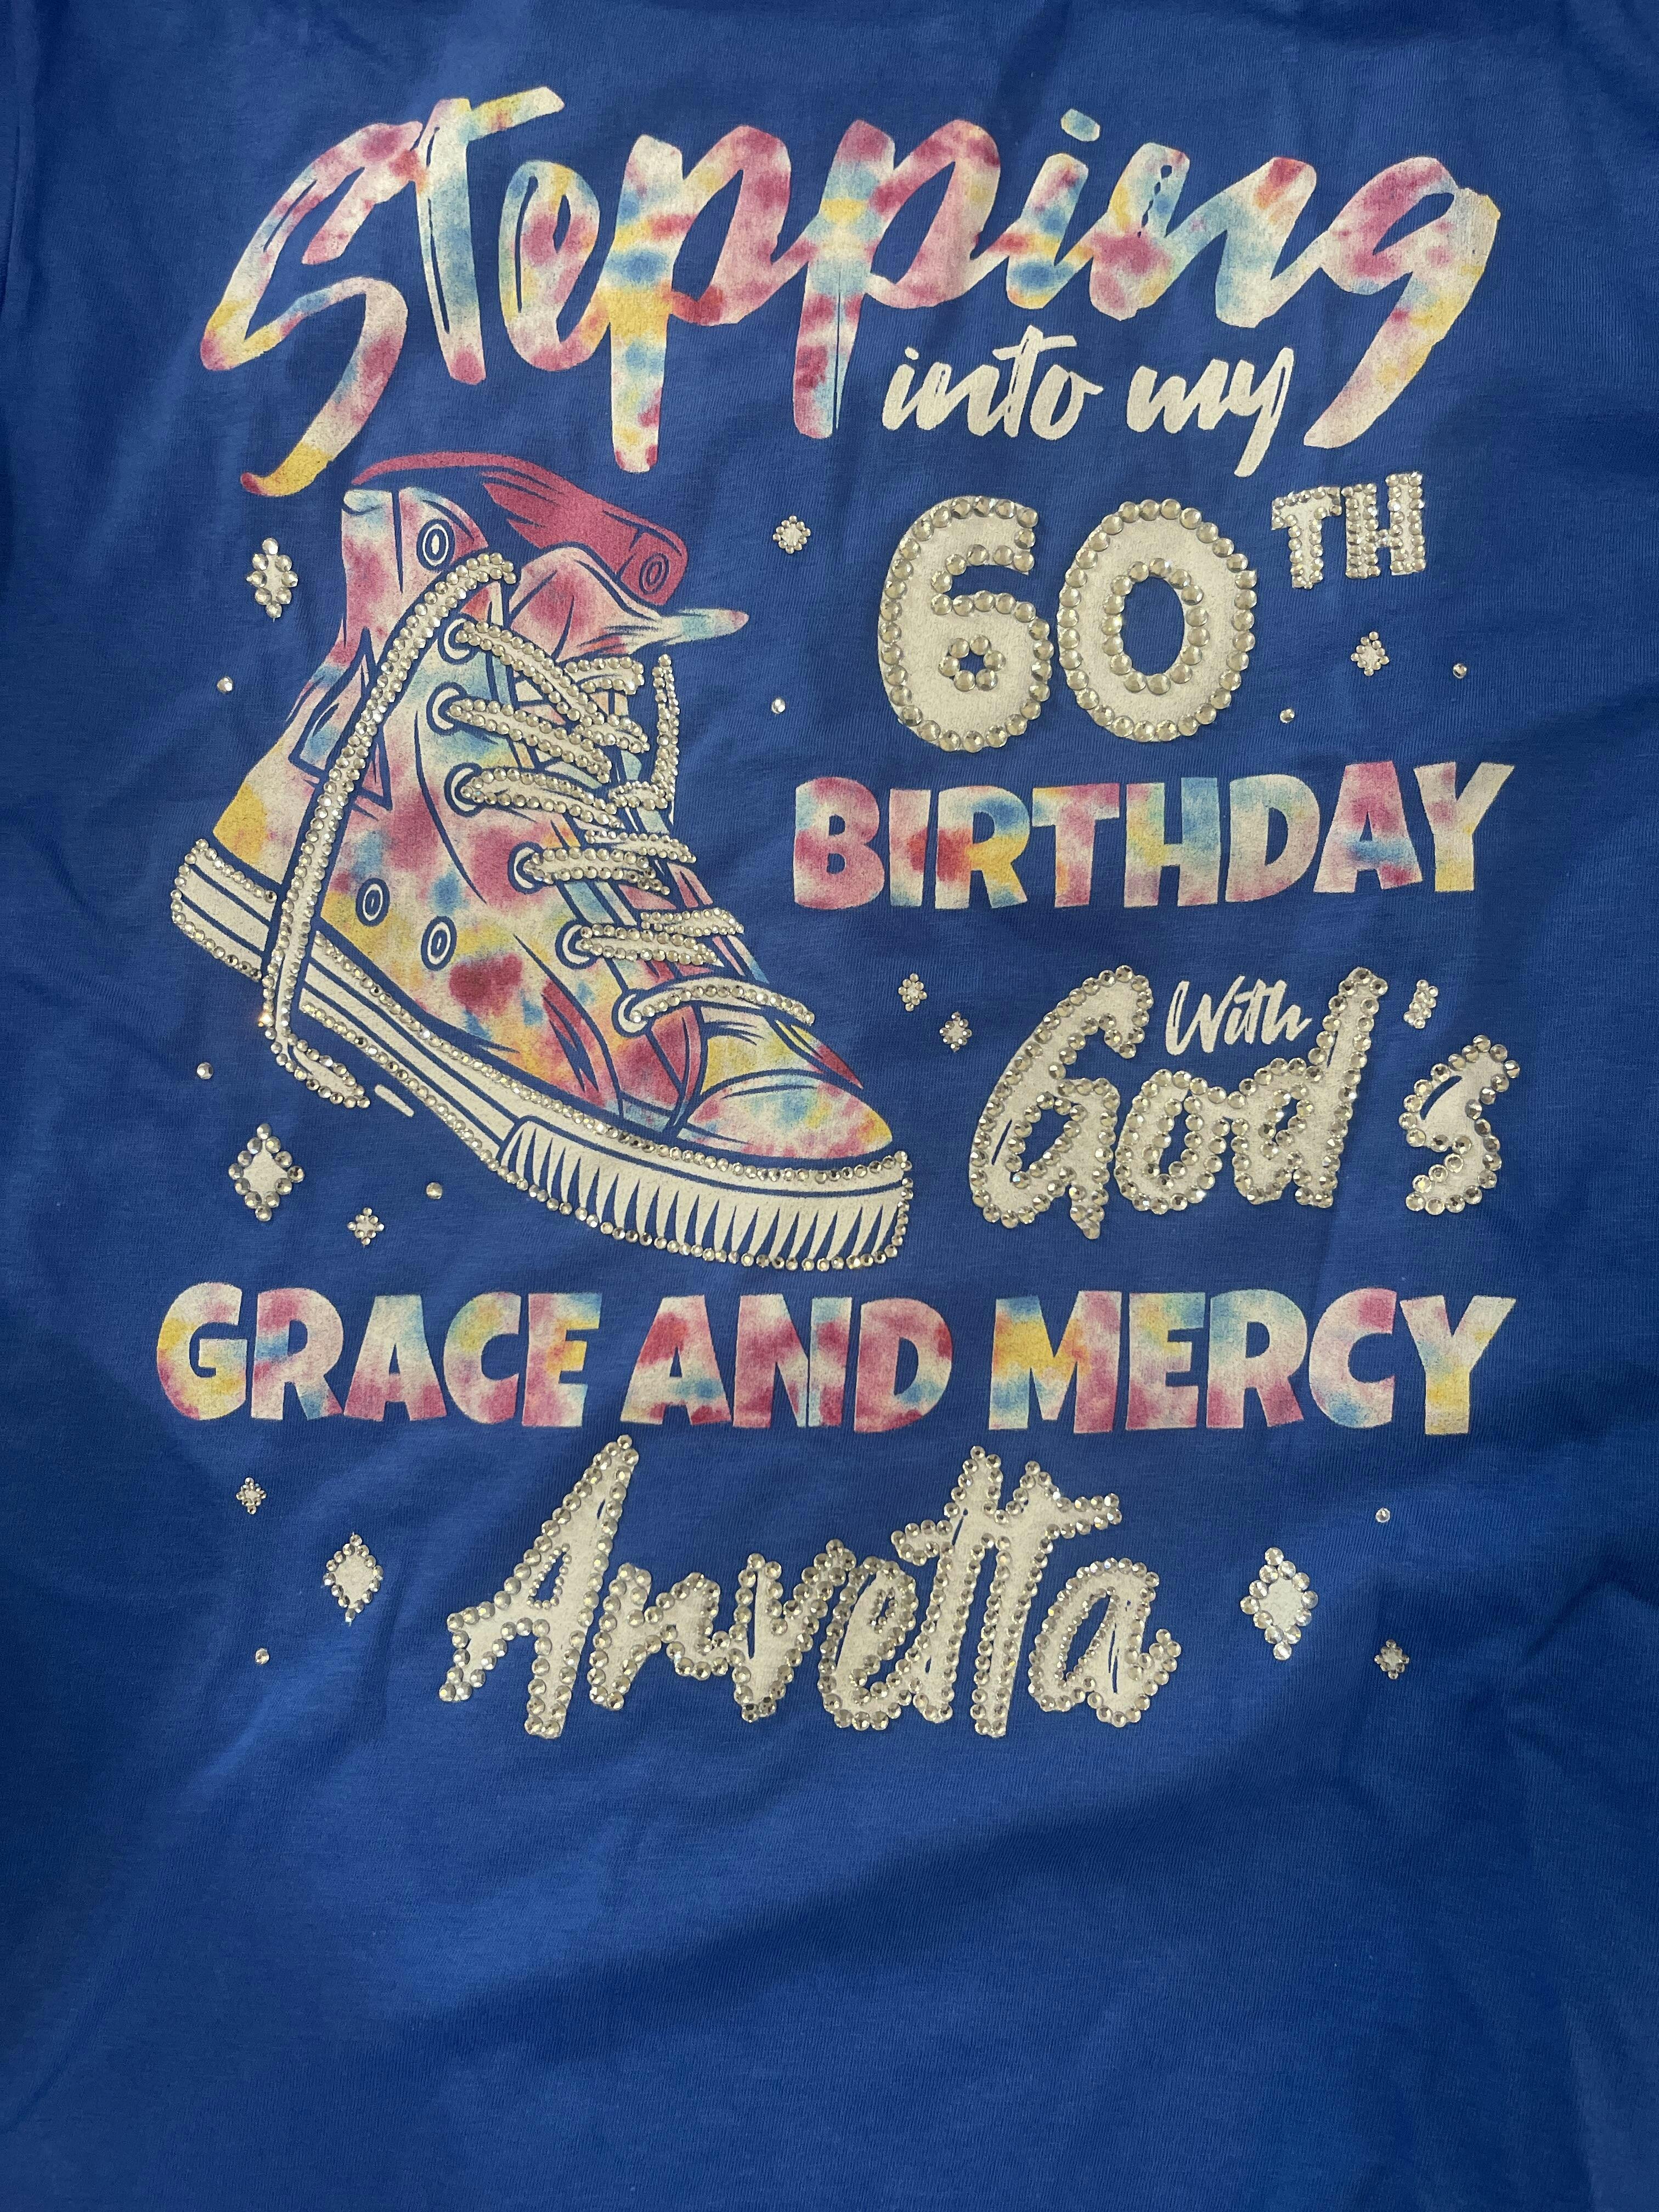 Stepping
into my
60TH
BIRTHDAY
With
God's
GRACE AND MERCY
Arvetta